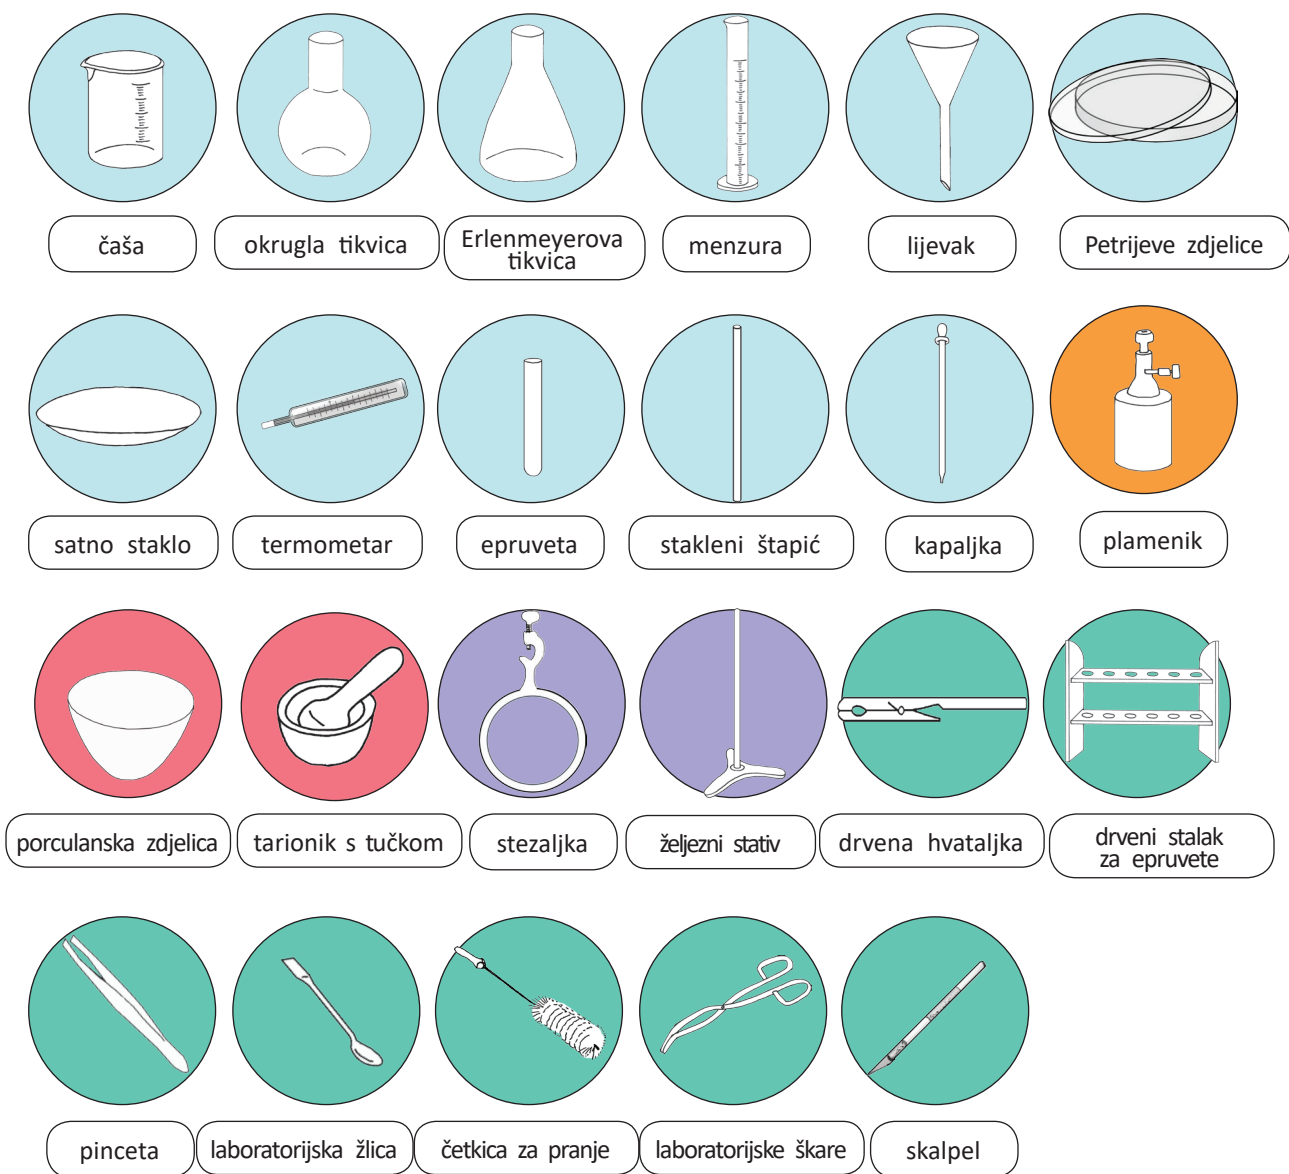 čaša
okrugla tikvica
Erlenmeyerova
tikvica
menzura
lijevak
Petrijeve zdjelice
satno staklo
termometar
epruveta
stakleni štapić
kapaljka
plamenik
porculanska zdjelica
tarionik s tučkom
stezaljka
željezni stativ
drvena hvataljka
drveni stalak
za epruvete
pinceta
laboratorijska žlica
četkica za pranje
laboratorijske škare
skalpel